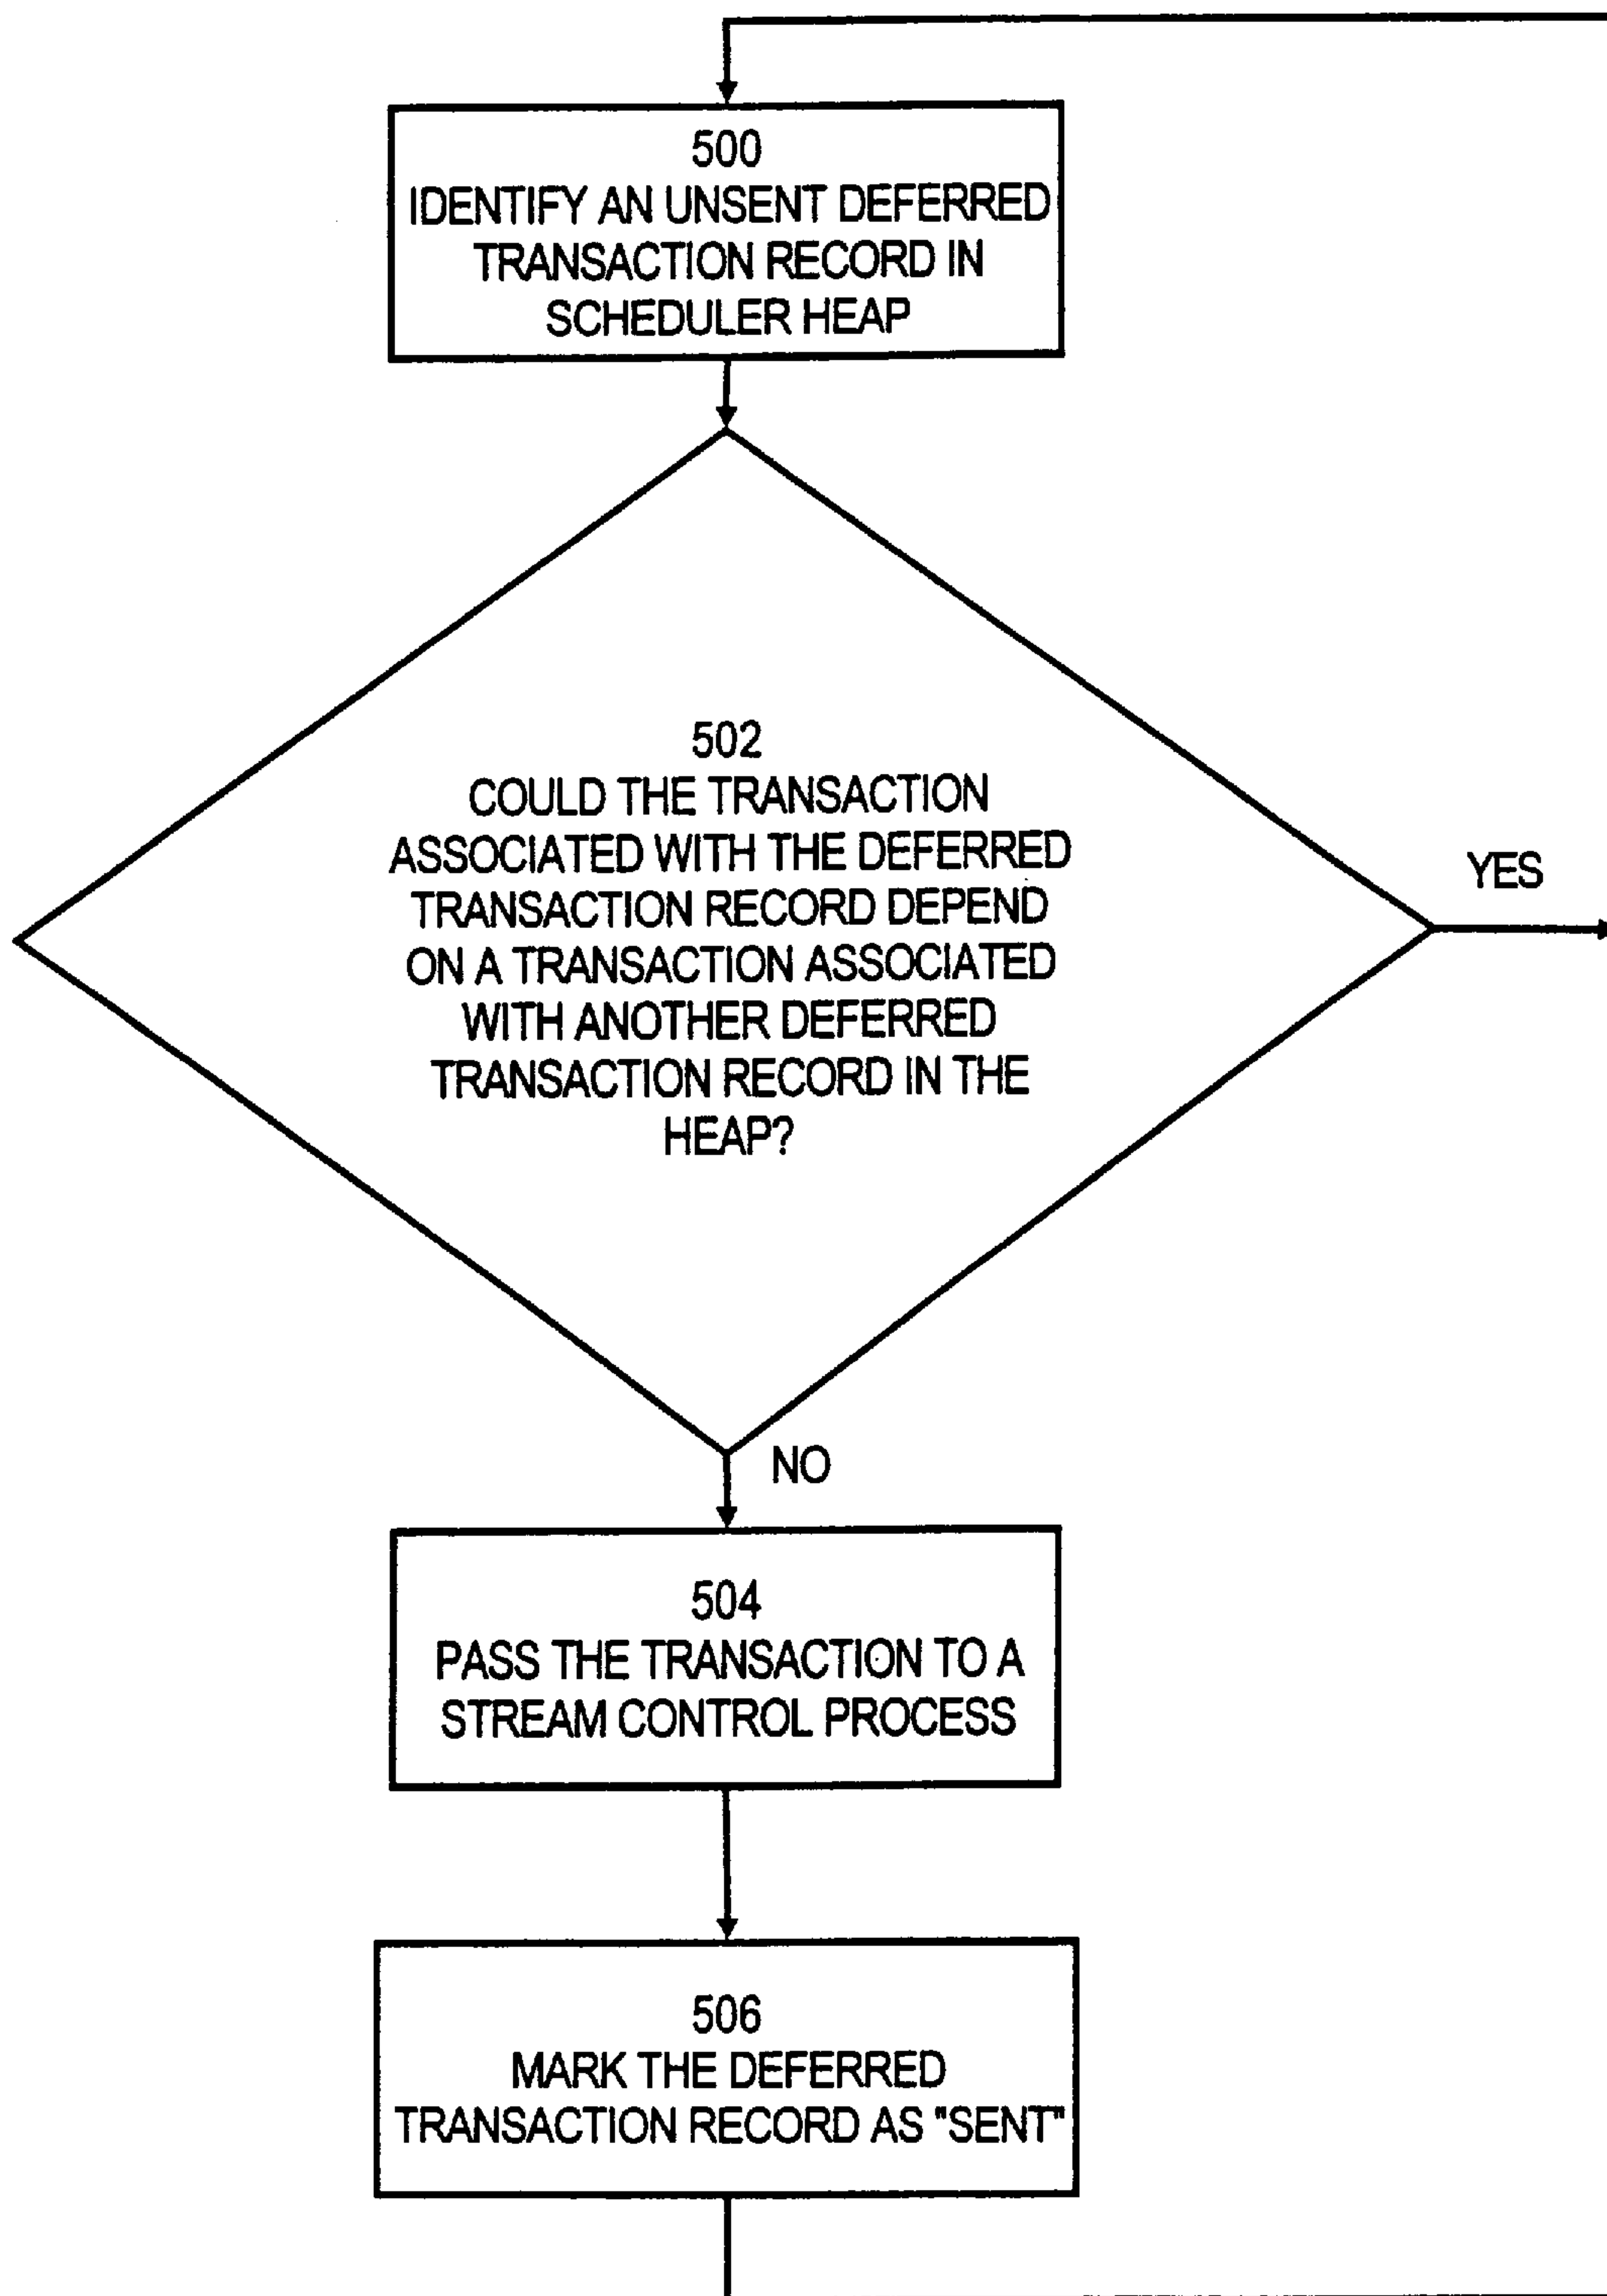 500
IDENTIFY AN UNSENT DEFERRED
TRANSACTION RECORD IN
SCHEDULER HEAP
502
COULD THE TRANSACTION
ASSOCIATED WITH THE DEFERRED
TRANSACTION RECORD DEPEND
ON A TRANSACTION ASSOCIATED
WITH ANOTHER DEFERRED
TRANSACTION RECORD IN THE
HEAP?
YES
NO
504
PASS THE TRANSACTION TO A
STREAM CONTROL PROCESS
506
MARK THE DEFERRED
TRANSACTION RECORD AS "SENT"